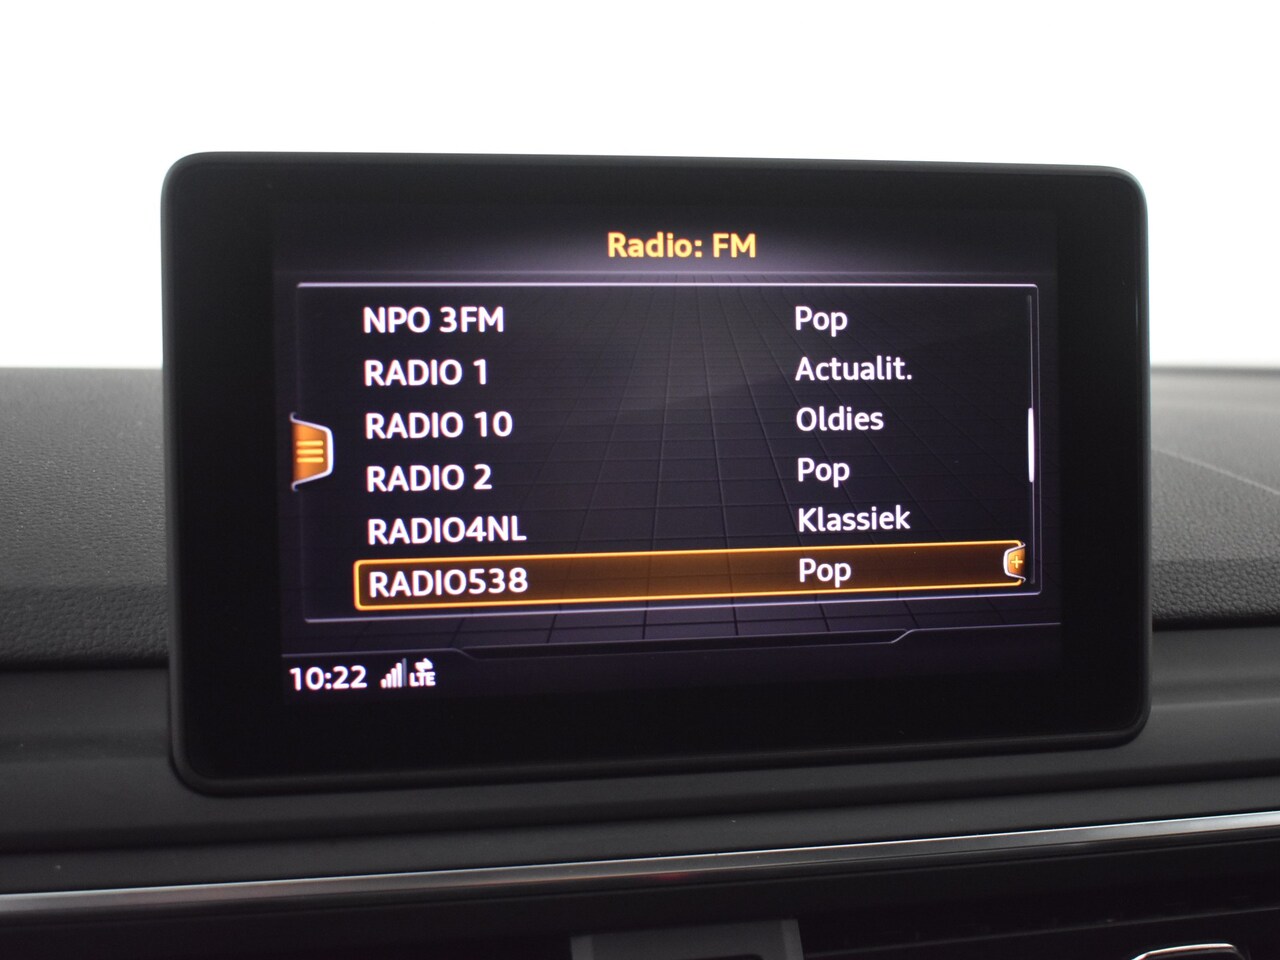 Radio: FM
NPO 3FM Pop
RADIO 1 Actualit.
RADIO 10 Oldies
RADIO 2 Pop
RADIO4NL Klassiek
RADIO538 Pop
10:22 LTE